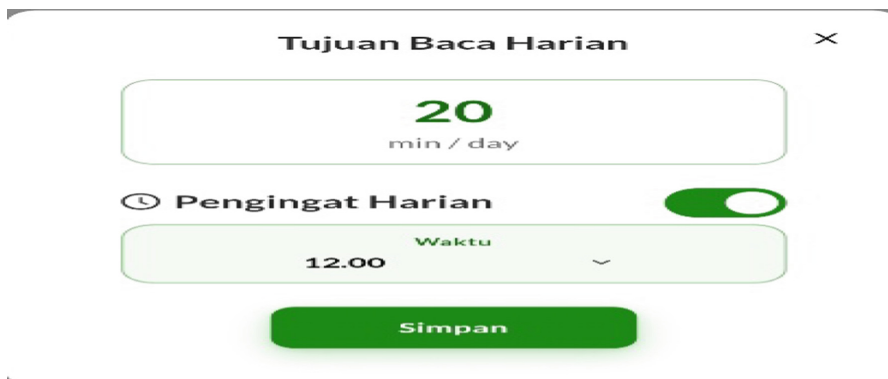 Tujuan Baca Harian
20
min / day
Pengingat Harian
Waktu
12.00
Simpan